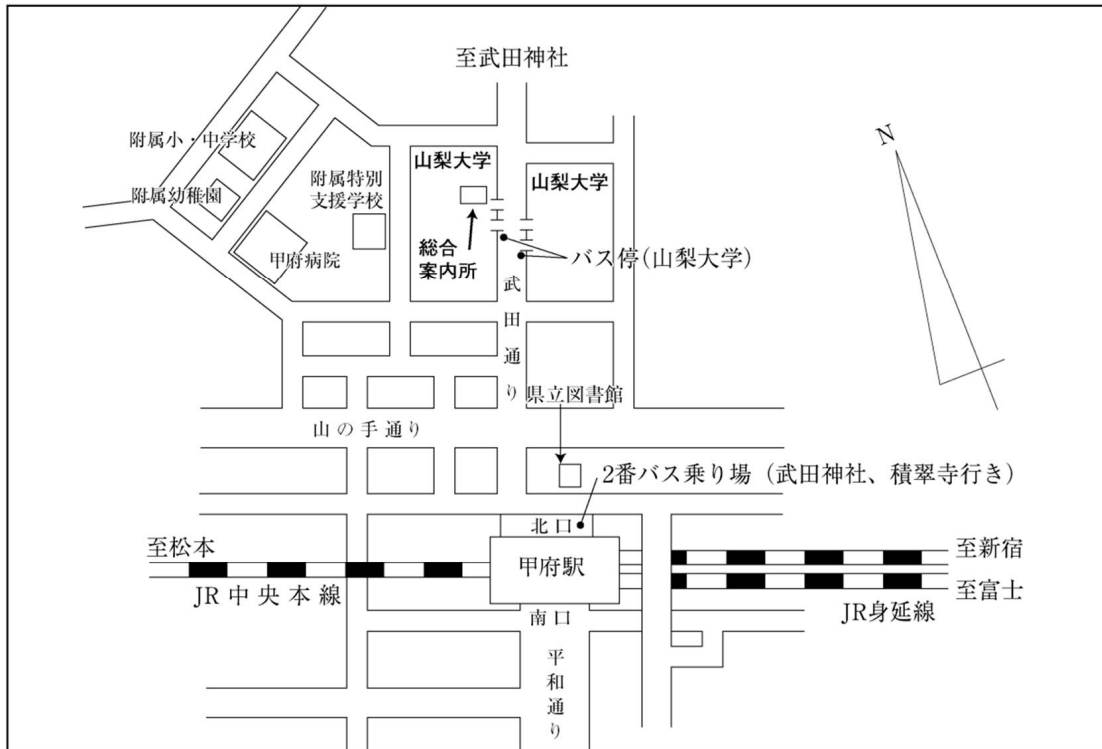 至武田神社
N
附属小・中学校
山梨大学
山梨大学
附属特別
支援学校
附属幼稚園
総合
案内所
甲府病院
バス停(山梨大学)
武田通り
県立図書館
山の手通り
2番バス乗り場（武田神社、積翠寺行き）
北口
至松本
甲府駅
至新宿
JR中央本線
至富士
南口
JR身延線
平和通り